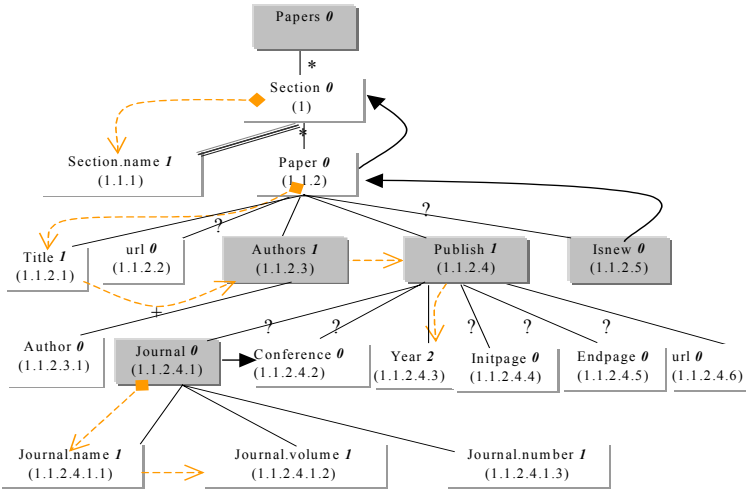 Papers 0
*
Section 0
(1)
*
Section.name 1
(1.1.1)
Paper 0
(1.1.2)
?
?
Title 1
(1.1.2.1)
url 0
(1.1.2.2)
Authors 1
(1.1.2.3)
Publish 1
(1.1.2.4)
Isnew 0
(1.1.2.5)
+
?
?
?
?
?
Author 0
(1.1.2.3.1)
Journal 0
(1.1.2.4.1)
Conference 0
(1.1.2.4.2)
Year 2
(1.1.2.4.3)
Initpage 0
(1.1.2.4.4)
Endpage 0
(1.1.2.4.5)
url 0
(1.1.2.4.6)
Journal.name 1
(1.1.2.4.1.1)
Journal.volume 1
(1.1.2.4.1.2)
Journal.number 1
(1.1.2.4.1.3)